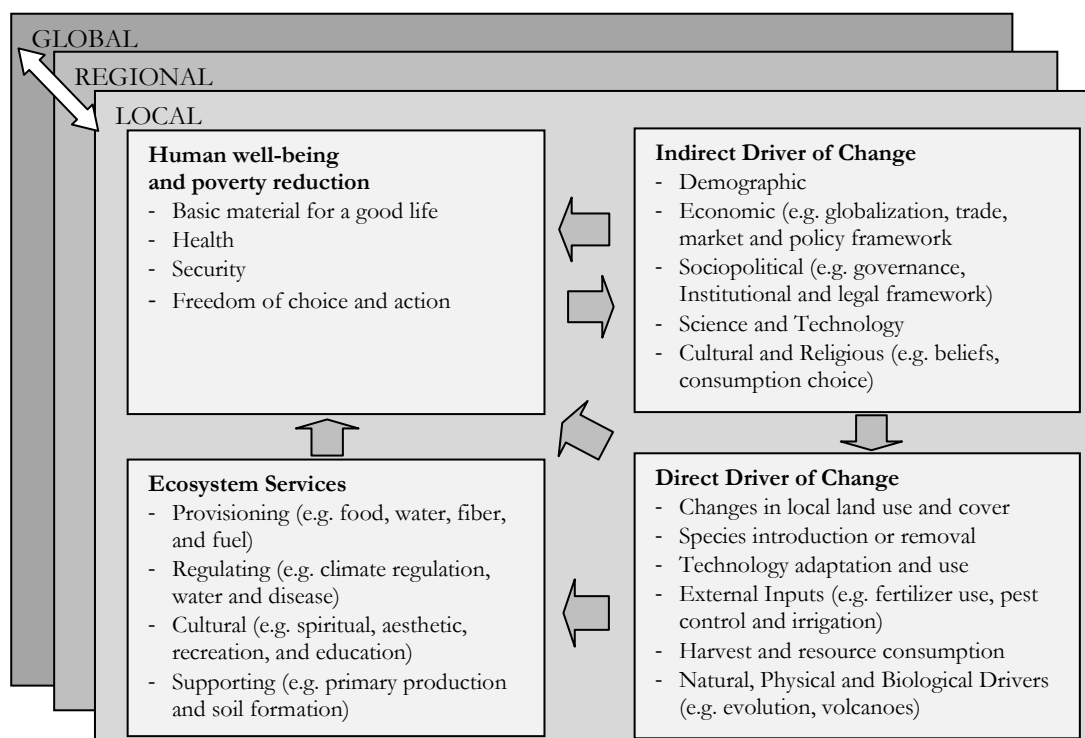 GLOBAL
REGIONAL
LOCAL
Human well-being
and poverty reduction
- Basic material for a good life
- Health
- Security
- Freedom of choice and action
Indirect Driver of Change
- Demographic
- Economic (e.g. globalization, trade,
market and policy framework
- Sociopolitical (e.g. governance,
Institutional and legal framework)
- Science and Technology
- Cultural and Religious (e.g. beliefs,
consumption choice)
Ecosystem Services
- Provisioning (e.g. food, water, fiber,
and fuel)
- Regulating (e.g. climate regulation,
water and disease)
- Cultural (e.g. spiritual, aesthetic,
recreation, and education)
- Supporting (e.g. primary production
and soil formation)
Direct Driver of Change
- Changes in local land use and cover
- Species introduction or removal
- Technology adaptation and use
- External Inputs (e.g. fertilizer use, pest
control and irrigation)
- Harvest and resource consumption
- Natural, Physical and Biological Drivers
(e.g. evolution, volcanoes)